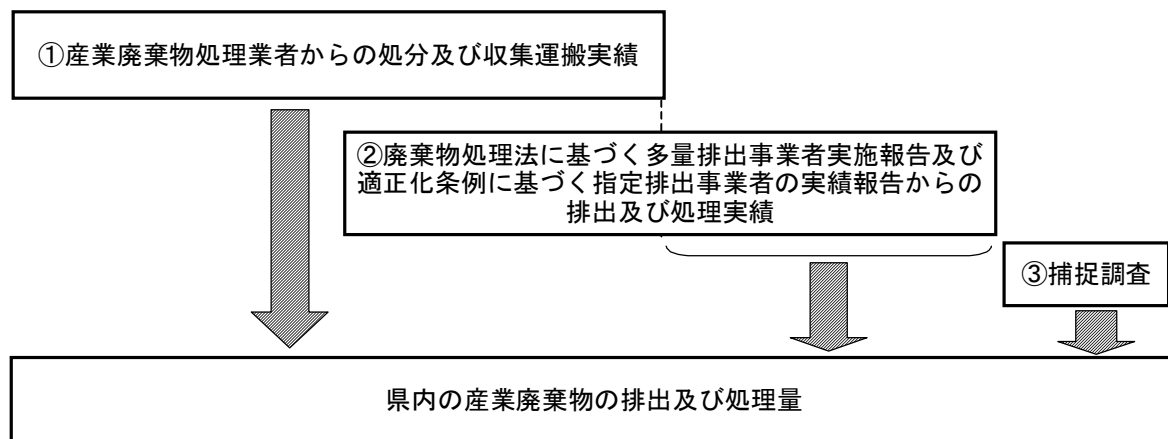 ①産業廃棄物処理業者からの処分及び収集運搬実績
②廃棄物処理法に基づく多量排出事業者実施報告及び
適正化条例に基づく指定排出事業者の実績報告からの
排出及び処理実績
③捕捉調査
県内の産業廃棄物の排出及び処理量